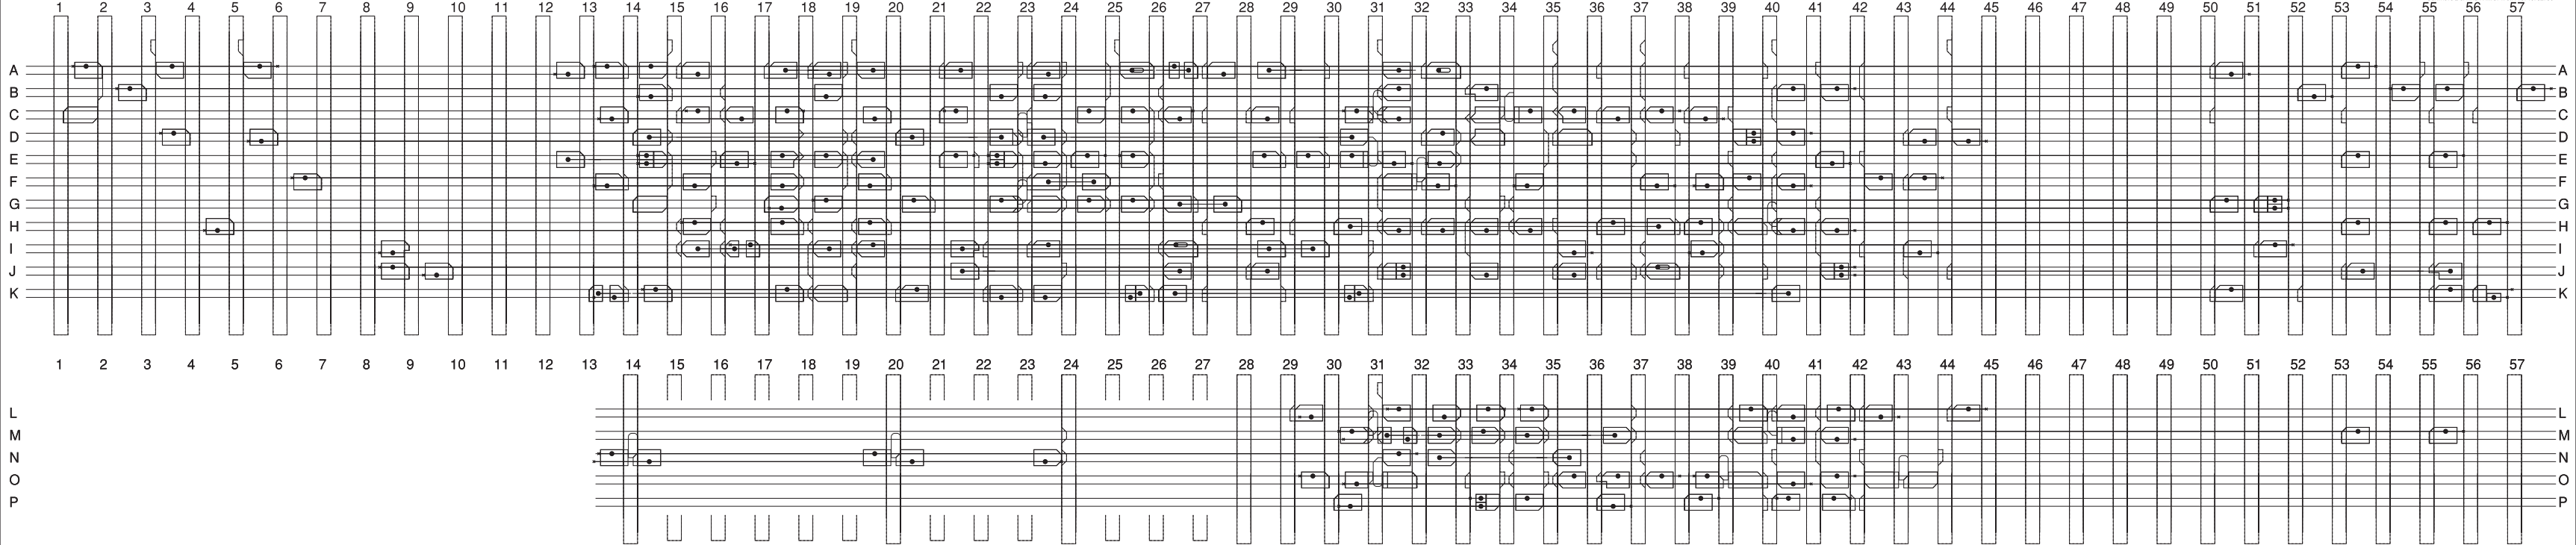 1 2 3 4 5 6 7 8 9 10 11 12 13 14 15 16 17 18 19 20 21 22 23 24 25 26 27 28 29 30 31 32 33 34 35 36 37 38 39 40 41 42 43 44 45 46 47 48 49 50 51 52 53 54 55 56 57
A A
B B
C C
D D
E E
F F
G G
H H
I I
J J
K K
1 2 3 4 5 6 7 8 9 10 11 12 13 14 15 16 17 18 19 20 21 22 23 24 25 26 27 28 29 30 31 32 33 34 35 36 37 38 39 40 41 42 43 44 45 46 47 48 49 50 51 52 53 54 55 56 57
L L
M M
N N
O O
P P